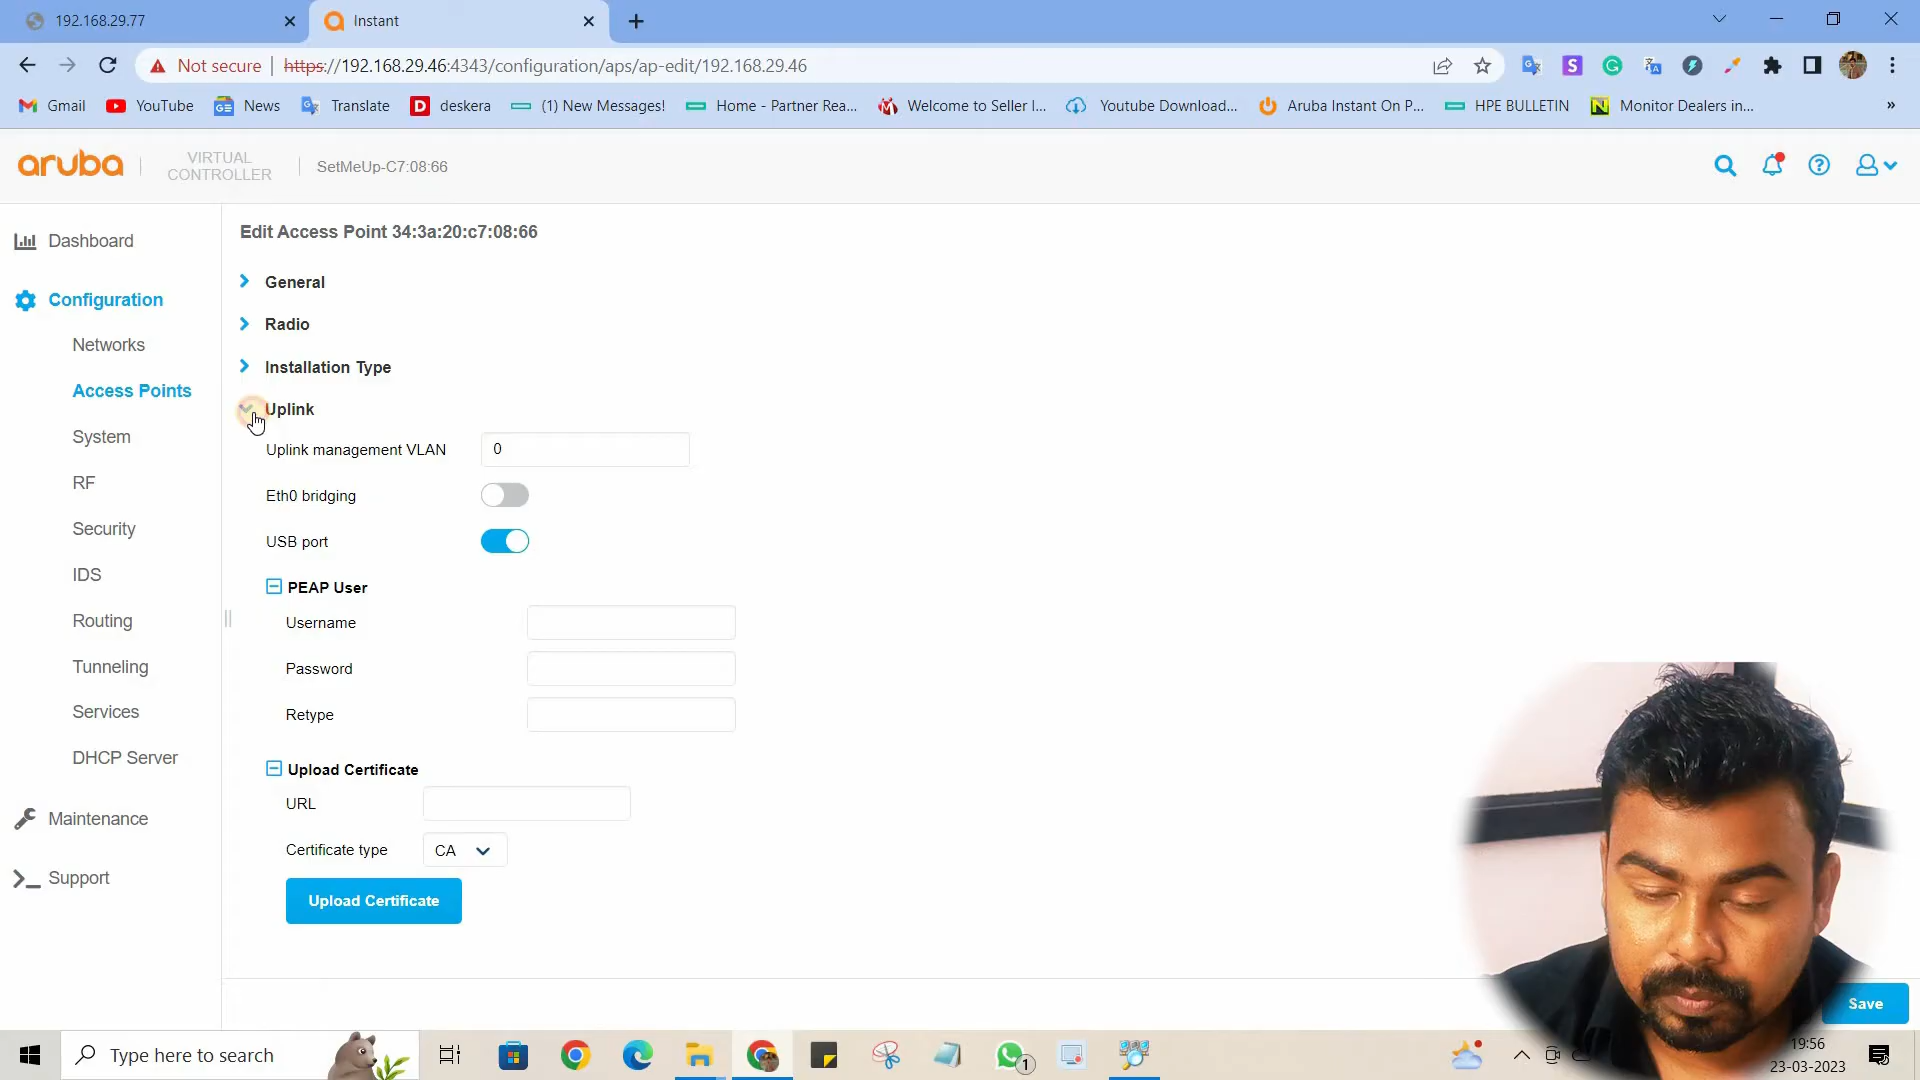 192.168.29.77
Instant
Not secure
https://192.168.29.46:4343/configuration/aps/ap-edit/192.168.29.46
Gmail
YouTube
News
Translate
deskera
(1) New Messages!
Home - Partner Rea...
Welcome to Seller I...
Youtube Download...
Aruba Instant On P...
HPE BULLETIN
Monitor Dealers in...
»
aruba
VIRTUAL
CONTROLLER
SetMeUp-C7:08:66
Dashboard
Configuration
Networks
Access Points
System
RF
Security
IDS
Routing
Tunneling
Services
DHCP Server
Maintenance
Support
Edit Access Point 34:3a:20:c7:08:66
General
Radio
Installation Type
Uplink
Uplink management VLAN
0
Eth0 bridging
USB port
PEAP User
Username
Password
Retype
Upload Certificate
URL
Certificate type
CA
Upload Certificate
Save
Type here to search
1
19:56
23-03-2023